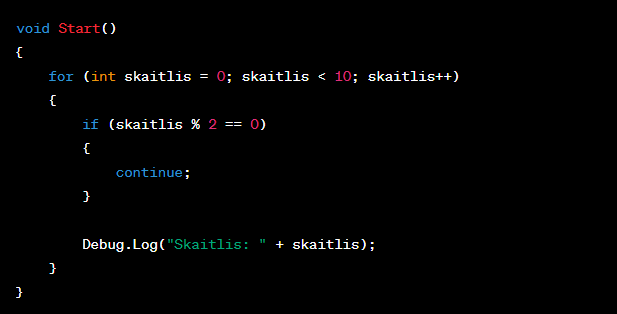 void Start()
{
    for (int skaitlis = 0; skaitlis < 10; skaitlis++)
    {
        if (skaitlis % 2 == 0)
        {
            continue;
        }

        Debug.Log("Skaitlis: " + skaitlis);
    }
}